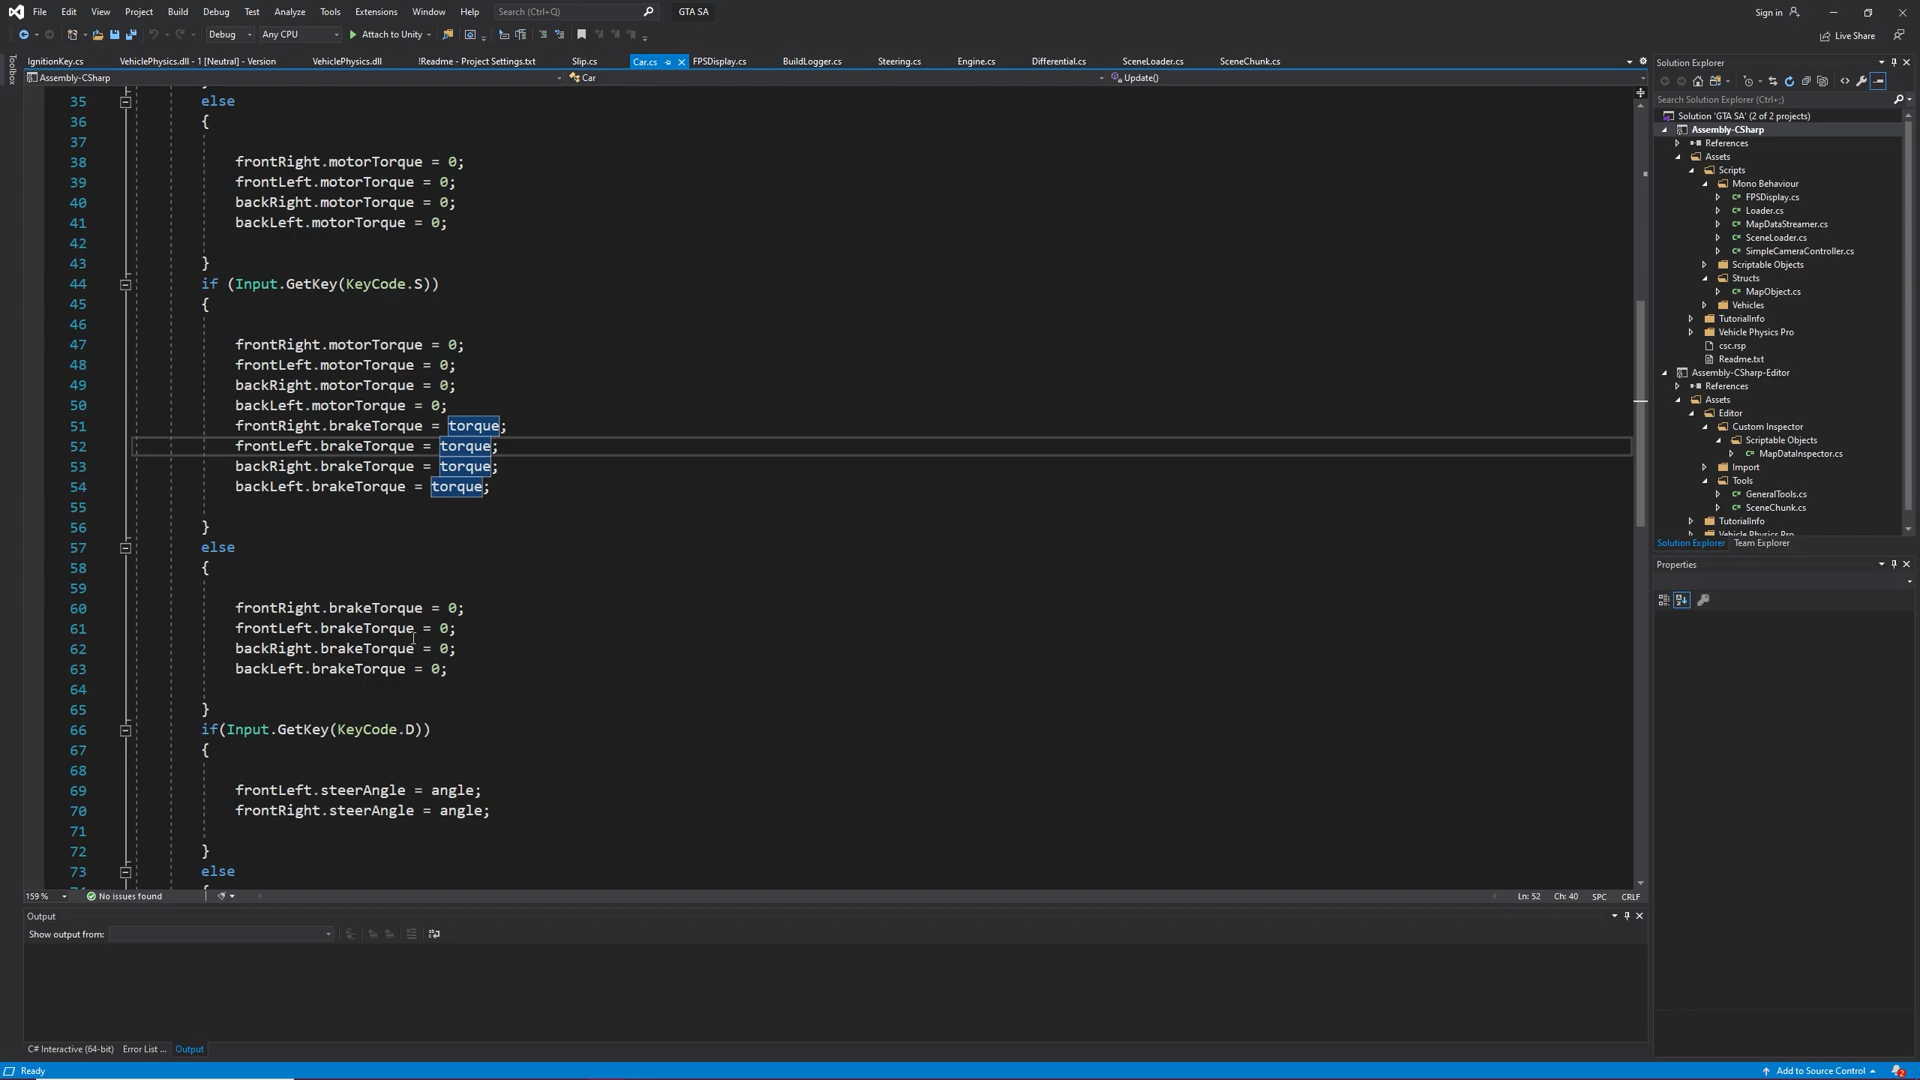 File Edit View Project Build Debug Test Analyze Tools Extensions Window Help Search (Ctrl+Q) GTA SA Sign in
Debug Any CPU Attach to Unity Live Share
IgnitionKey.cs VehiclePhysics.dll - 1 [Neutral] - Version VehiclePhysics.dll !Readme - Project Settings.txt Slip.cs Car.cs FPSDisplay.cs BuildLogger.cs Steering.cs Engine.cs Differential.cs SceneLoader.cs SceneChunk.cs
Toolbox
Assembly-CSharp Car Update()
35 else
36 {
37
38 frontRight.motorTorque = 0;
39 frontLeft.motorTorque = 0;
40 backRight.motorTorque = 0;
41 backLeft.motorTorque = 0;
42
43 }
44 if (Input.GetKey(KeyCode.S))
45 {
46
47 frontRight.motorTorque = 0;
48 frontLeft.motorTorque = 0;
49 backRight.motorTorque = 0;
50 backLeft.motorTorque = 0;
51 frontRight.brakeTorque = torque;
52 frontLeft.brakeTorque = torque;
53 backRight.brakeTorque = torque;
54 backLeft.brakeTorque = torque;
55
56 }
57 else
58 {
59
60 frontRight.brakeTorque = 0;
61 frontLeft.brakeTorque = 0;
62 backRight.brakeTorque = 0;
63 backLeft.brakeTorque = 0;
64
65 }
66 if(Input.GetKey(KeyCode.D))
67 {
68
69 frontLeft.steerAngle = angle;
70 frontRight.steerAngle = angle;
71
72 }
73 else
{
159 % No issues found Ln: 52 Ch: 40 SPC CRLF
Output
Show output from:
C# Interactive (64-bit) Error List ... Output
Solution Explorer
Search Solution Explorer (Ctrl+;)
Solution 'GTA SA' (2 of 2 projects)
Assembly-CSharp
References
Assets
Scripts
Mono Behaviour
C# FPSDisplay.cs
C# Loader.cs
C# MapDataStreamer.cs
C# SceneLoader.cs
C# SimpleCameraController.cs
Scriptable Objects
Structs
C# MapObject.cs
Vehicles
TutorialInfo
Vehicle Physics Pro
csc.rsp
Readme.txt
Assembly-CSharp-Editor
References
Assets
Editor
Custom Inspector
Scriptable Objects
C# MapDataInspector.cs
Import
Tools
C# GeneralTools.cs
C# SceneChunk.cs
TutorialInfo
Vehicle Physics Pro
Solution Explorer Team Explorer
Properties
Ready Add to Source Control 2